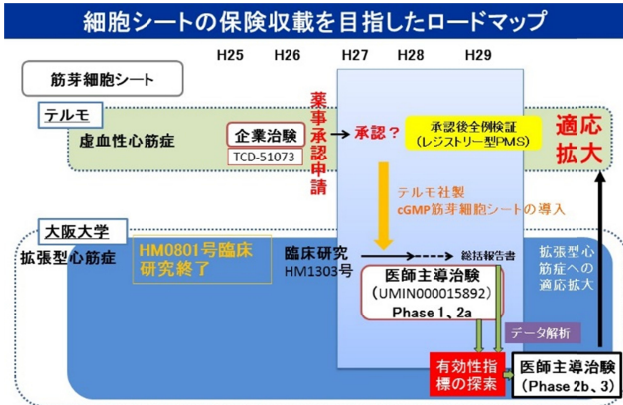 細胞シートの保険収載を目指したロードマップ
H25 H26 H27 H28 H29
筋芽細胞シート
テルモ
虚血性心筋症
企業治験
TCD-51073
薬事承認申請
承認？
承認後全例検証
(レジストリー型PMS)
適応
拡大
テルモ社製
cGMP筋芽細胞シートの導入
大阪大学
拡張型心筋症
HM0801号臨床
研究終了
臨床研究
HM1303号
総括報告書
医師主導治験
(UMIN000015892)
Phase 1、2a
拡張型心
筋症への
適応拡大
データ解析
有効性指
標の探索
医師主導治験
(Phase 2b、3)